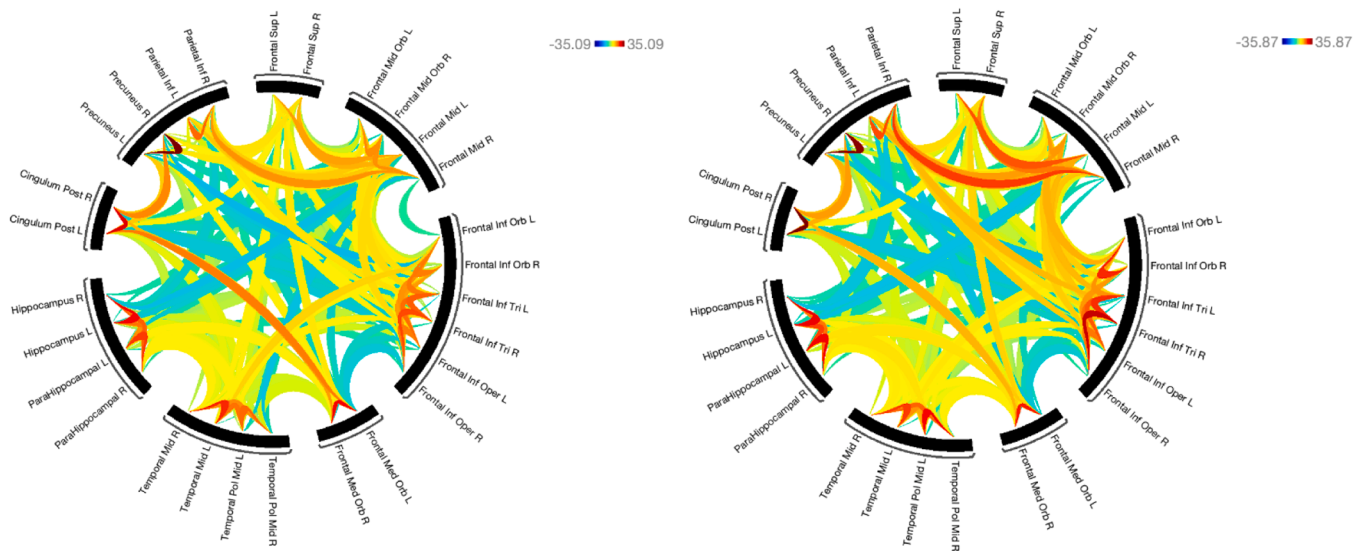 -35.09 35.09
Frontal Sup L
Frontal Sup R
Frontal Mid Orb L
Frontal Mid Orb R
Frontal Mid L
Frontal Mid R
Frontal Inf Orb L
Frontal Inf Orb R
Frontal Inf Tri L
Frontal Inf Tri R
Frontal Inf Oper L
Frontal Inf Oper R
Frontal Med Orb L
Frontal Med Orb R
Temporal Pol Mid R
Temporal Pol Mid L
Temporal Mid L
Temporal Mid R
ParaHippocampal R
ParaHippocampal L
Hippocampus L
Hippocampus R
Cingulum Post L
Cingulum Post R
Precuneus L
Precuneus R
Parietal Inf L
Parietal Inf R
-35.87 35.87
Frontal Sup L
Frontal Sup R
Frontal Mid Orb L
Frontal Mid Orb R
Frontal Mid L
Frontal Mid R
Frontal Inf Orb L
Frontal Inf Orb R
Frontal Inf Tri L
Frontal Inf Tri R
Frontal Inf Oper L
Frontal Inf Oper R
Frontal Med Orb L
Frontal Med Orb R
Temporal Pol Mid R
Temporal Pol Mid L
Temporal Mid L
Temporal Mid R
ParaHippocampal R
ParaHippocampal L
Hippocampus L
Hippocampus R
Cingulum Post L
Cingulum Post R
Precuneus L
Precuneus R
Parietal Inf L
Parietal Inf R